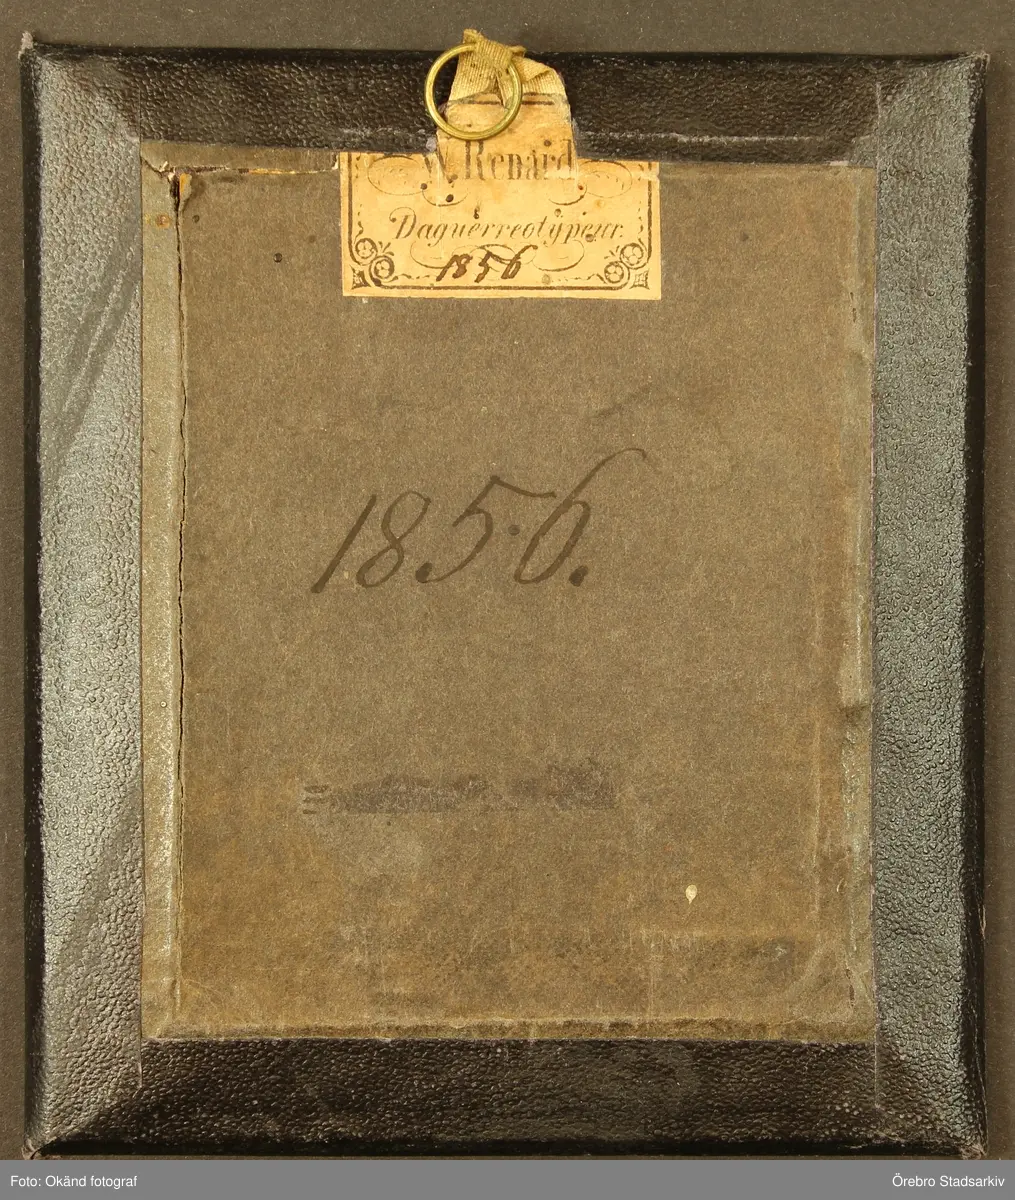 W. Renard
Daguerreotypeur.
1856
1856.
Foto: Okänd fotograf
Örebro Stadsarkiv